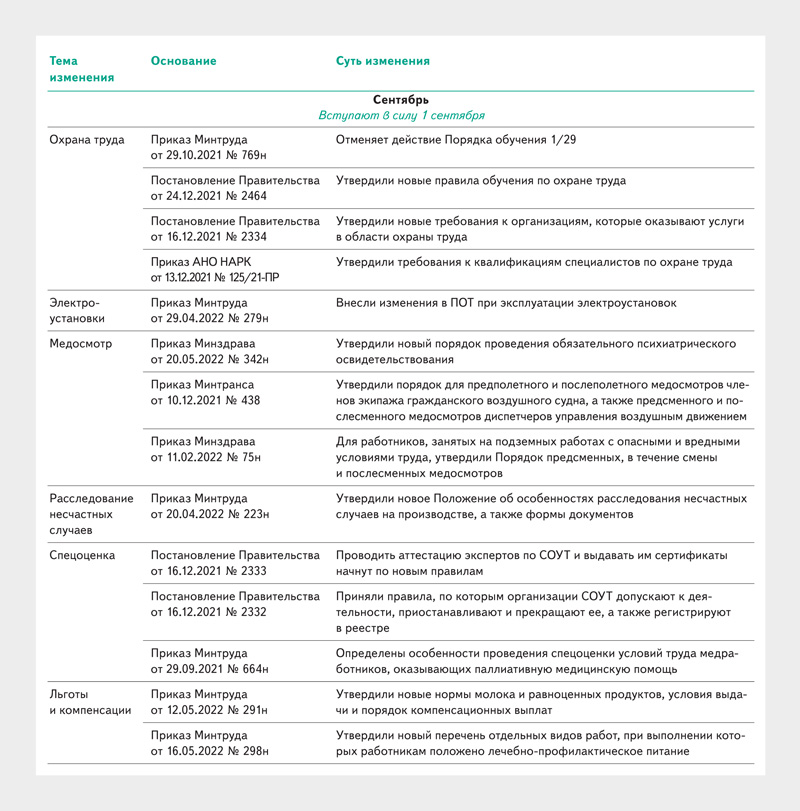 Тема
изменения
Основание
Суть изменения
Сентябрь
Вступают в силу 1 сентября
Охрана труда
Приказ Минтруда
от 29.10.2021 № 769н
Отменяет действие Порядка обучения 1/29
Постановление Правительства
от 24.12.2021 № 2464
Утвердили новые правила обучения по охране труда
Постановление Правительства
от 16.12.2021 № 2334
Утвердили новые требования к организациям, которые оказывают услуги
в области охраны труда
Приказ АНО НАРК
от 13.12.2021 № 125/21-ПР
Утвердили требования к квалификациям специалистов по охране труда
Электро-
установки
Приказ Минтруда
от 29.04.2022 № 279н
Внесли изменения в ПОТ при эксплуатации электроустановок
Медосмотр
Приказ Минздрава
от 20.05.2022 № 342н
Утвердили новый порядок проведения обязательного психиатрического
освидетельствования
Приказ Минтранса
от 10.12.2021 № 438
Утвердили порядок для предполетного и послеполетного медосмотров чле-
нов экипажа гражданского воздушного судна, а также предсменного и по-
слесменного медосмотров диспетчеров управления воздушным движением
Приказ Минздрава
от 11.02.2022 № 75н
Для работников, занятых на подземных работах с опасными и вредными
условиями труда, утвердили Порядок предсменных, в течение смены
и послесменных медосмотров
Расследование
несчастных
случаев
Приказ Минтруда
от 20.04.2022 № 223н
Утвердили новое Положение об особенностях расследования несчастных
случаев на производстве, а также формы документов
Спецоценка
Постановление Правительства
от 16.12.2021 № 2333
Проводить аттестацию экспертов по СОУТ и выдавать им сертификаты
начнут по новым правилам
Постановление Правительства
от 16.12.2021 № 2332
Приняли правила, по которым организации СОУТ допускают к дея-
тельности, приостанавливают и прекращают ее, а также регистрируют
в реестре
Приказ Минтруда
от 29.09.2021 № 664н
Определены особенности проведения спецоценки условий труда медра-
ботников, оказывающих паллиативную медицинскую помощь
Льготы
и компенсации
Приказ Минтруда
от 12.05.2022 № 291н
Утвердили новые нормы молока и равноценных продуктов, условия выда-
чи и порядок компенсационных выплат
Приказ Минтруда
от 16.05.2022 № 298н
Утвердили новый перечень отдельных видов работ, при выполнении кото-
рых работникам положено лечебно-профилактическое питание